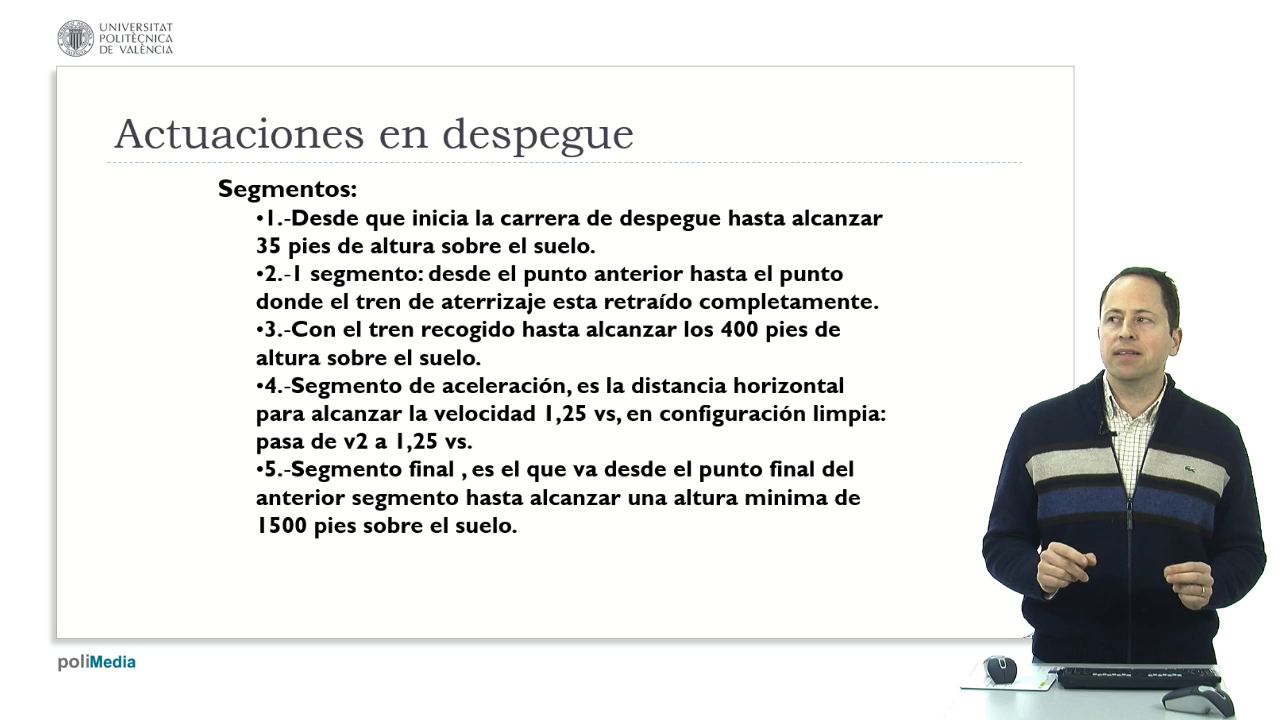 UNIVERSITAT
POLITÈCNICA
DE VALÈNCIA
Actuaciones en despegue
Segmentos:
•1.-Desde que inicia la carrera de despegue hasta alcanzar
35 pies de altura sobre el suelo.
•2.-1 segmento: desde el punto anterior hasta el punto
donde el tren de aterrizaje esta retraído completamente.
•3.-Con el tren recogido hasta alcanzar los 400 pies de
altura sobre el suelo.
•4.-Segmento de aceleración, es la distancia horizontal
para alcanzar la velocidad 1,25 vs, en configuración limpia:
pasa de v2 a 1,25 vs.
•5.-Segmento final , es el que va desde el punto final del
anterior segmento hasta alcanzar una altura minima de
1500 pies sobre el suelo.
poliMedia